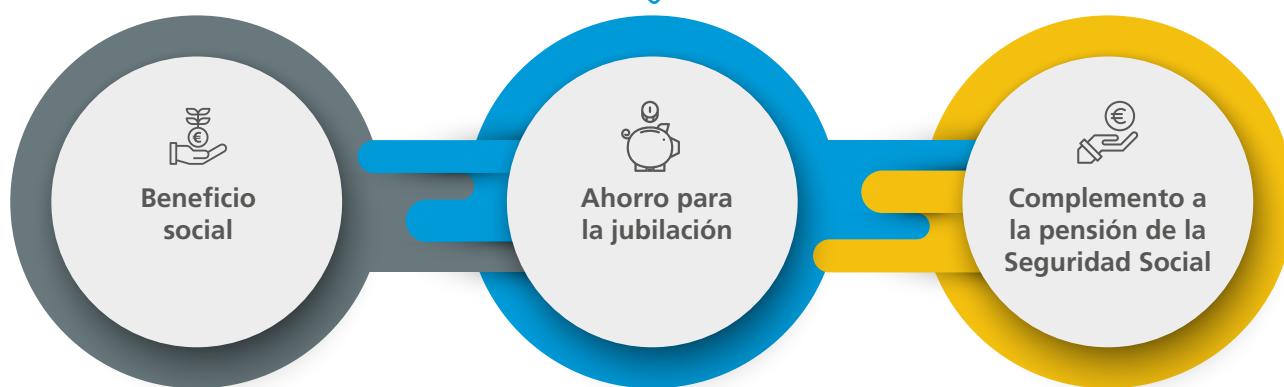 Beneficio
social
Ahorro para
la jubilación
Complemento a
la pensión de la
Seguridad Social